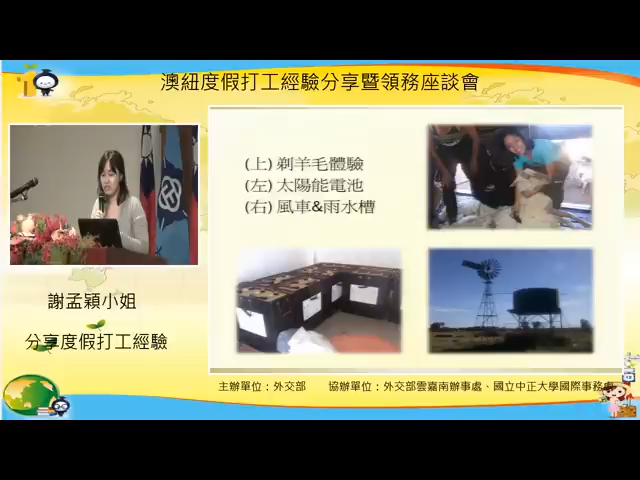 澳紐度假打工經驗分享暨領務座談會
(上) 剃羊毛體驗
(左) 太陽能電池
(右) 風車&雨水槽
謝孟穎小姐
分享度假打工經驗
主辦單位：外交部 協辦單位：外交部雲嘉南辦事處、國立中正大學國際事務